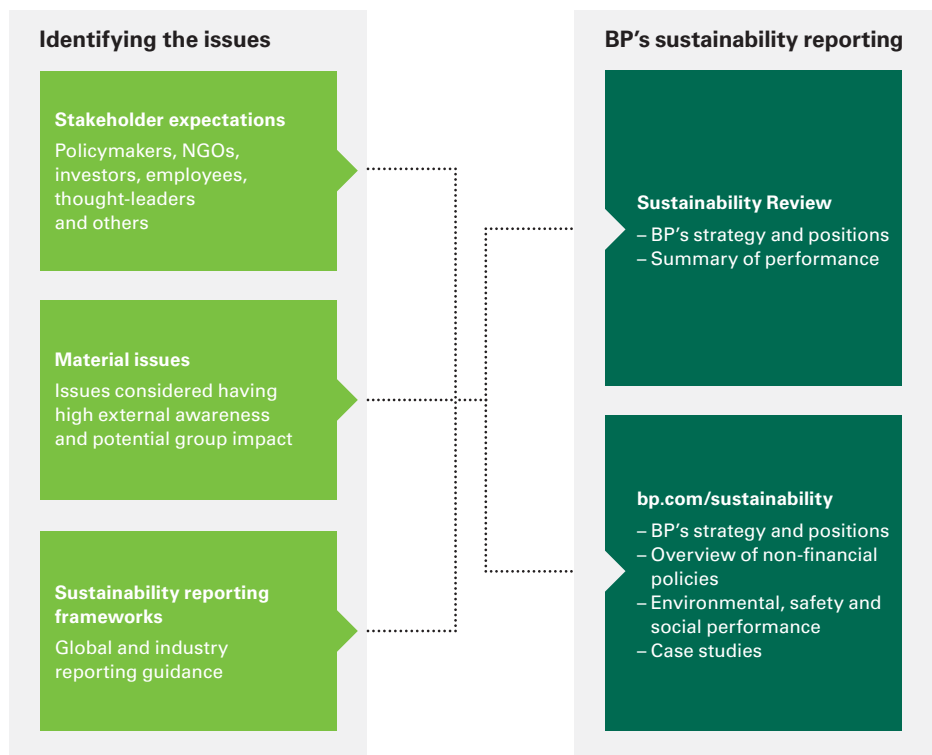 Identifying the issues
Stakeholder expectations
Policymakers, NGOs,
investors, employees,
thought-leaders
and others
Material issues
Issues considered having
high external awareness
and potential group impact
Sustainability reporting
frameworks
Global and industry
reporting guidance
BP's sustainability reporting
Sustainability Review
– BP's strategy and positions
– Summary of performance
bp.com/sustainability
– BP's strategy and positions
– Overview of non-financial
policies
– Environmental, safety and
social performance
– Case studies